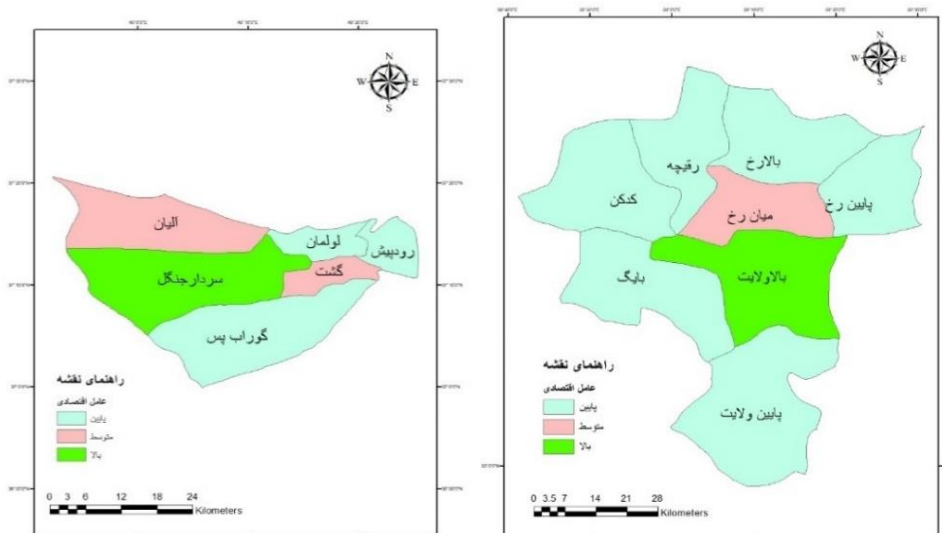 N
W E
S
آلیان
لولمان
رودپیش
گشت
سردارجنگل
گوراب پس
راهنمای نقشه
عامل اقتصادی
پایین
متوسط
بالا
0 3 6 12 18 24
Kilometers
N
W E
S
بالارخ
رقیچه
کدکن
پایین رخ
میان رخ
بالاولایت
بایگ
پایین ولایت
راهنمای نقشه
عامل اقتصادی
پایین
متوسط
بالا
0 3.5 7 14 21 28
Kilometers